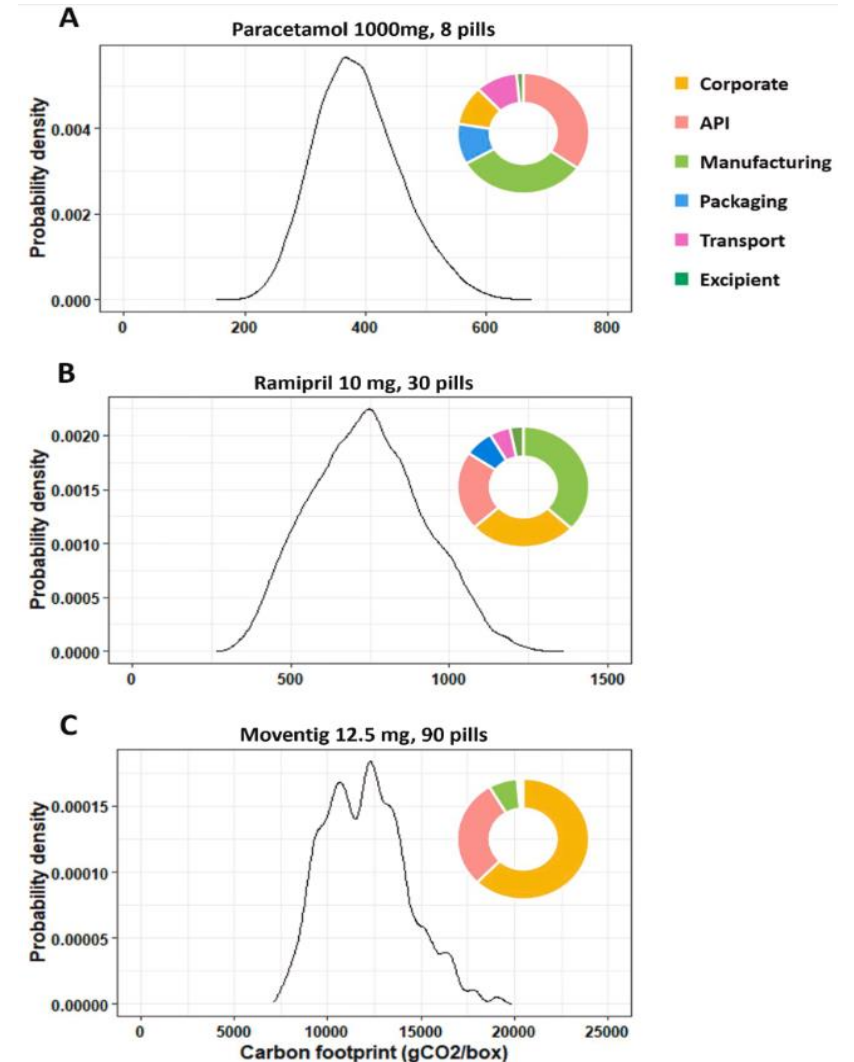 A
Paracetamol 1000mg, 8 pills
Probability density
0.004
0.002
0.000
0 200 400 600 800
Corporate
API
Manufacturing
Packaging
Transport
Excipient
B
Ramipril 10 mg, 30 pills
Probability density
0.0020
0.0015
0.0010
0.0005
0.0000
0 500 1000 1500
C
Moventig 12.5 mg, 90 pills
Probability density
0.00015
0.00010
0.00005
0.00000
0 5000 10000 15000 20000 25000
Carbon footprint (gCO2/box)